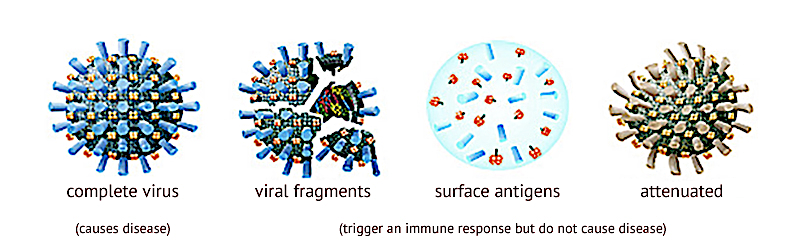 complete virus
viral fragments
surface antigens
attenuated
(causes disease)
(trigger an immune response but do not cause disease)